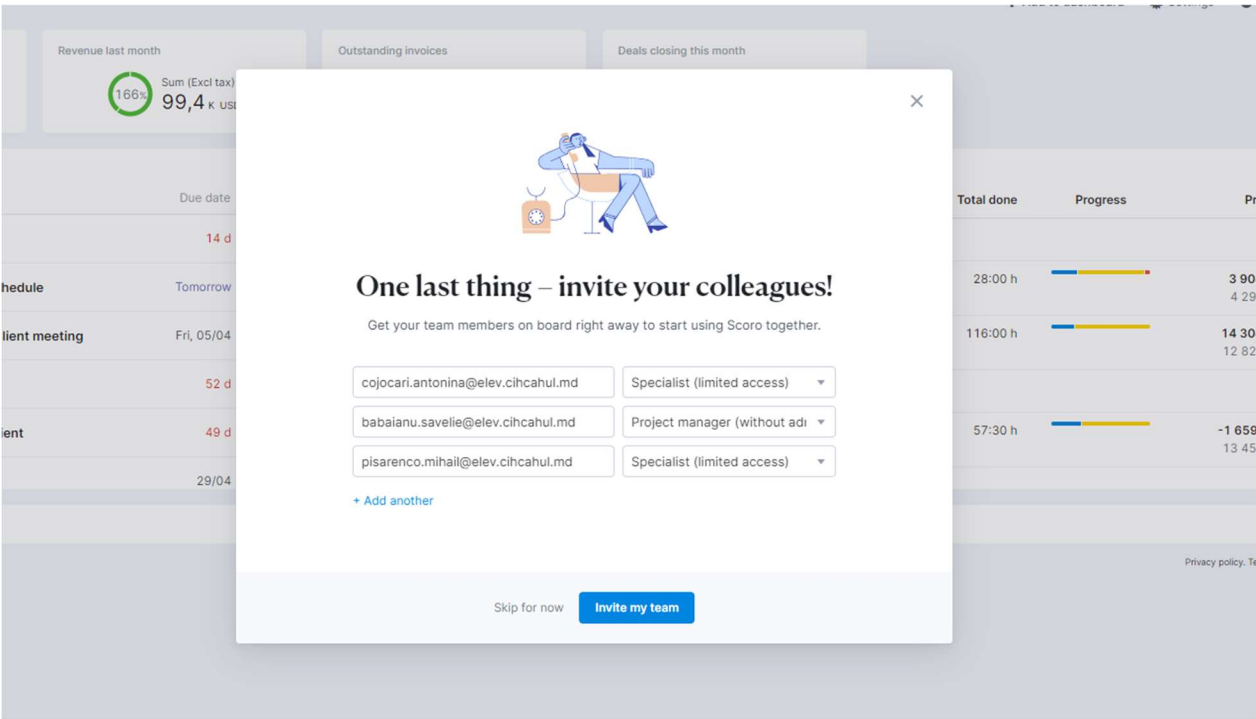 Settings
Revenue last month
Outstanding invoices
Deals closing this month
166%
Sum (Excl tax)
99,4 K
Due date
Total done
Progress
14 d
One last thing – invite your colleagues!
hedule
Tomorrow
28:00 h
3 90
4 29
Get your team members on board right away to start using Scoro together.
lient meeting
Fri, 05/04
116:00 h
14 30
12 82
cojocari.antonina@elev.cihcahul.md
Specialist (limited access)
52 d
babaianu.savelie@elev.cihcahul.md
Project manager (without adı
ient
49 d
57:30 h
-1 659
13 45
pisarenco.mihail@elev.cihcahul.md
Specialist (limited access)
29/04
+ Add another
Privacy policy.
Skip for now
Invite my team